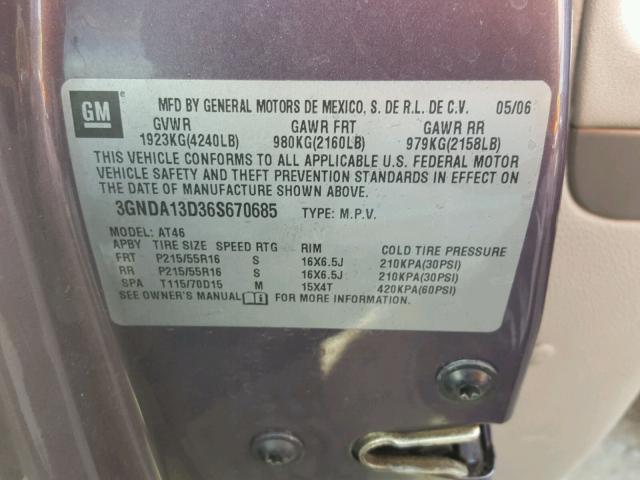 GM
MFD BY GENERAL MOTORS DE MEXICO, S. DE R.L. DE C.V. 05/06
GVWR GAWR FRT GAWR RR
1923KG(4240LB) 980KG(2160LB) 979KG(2158LB)
THIS VEHICLE CONFORMS TO ALL APPLICABLE U.S. FEDERAL MOTOR
VEHICLE SAFETY AND THEFT PREVENTION STANDARDS IN EFFECT ON
THE DATE OF MANUFACTURE SHOWN ABOVE.
3GNDA13D36S670685 TYPE: M.P.V.
MODEL: AT46
APBY TIRE SIZE SPEED RTG RIM COLD TIRE PRESSURE
FRT P215/55R16 S 16X6.5J 210KPA(30PSI)
RR P215/55R16 S 16X6.5J 210KPA(30PSI)
SPA T115/70D15 M 15X4T 420KPA(60PSI)
SEE OWNER'S MANUAL FOR MORE INFORMATION.